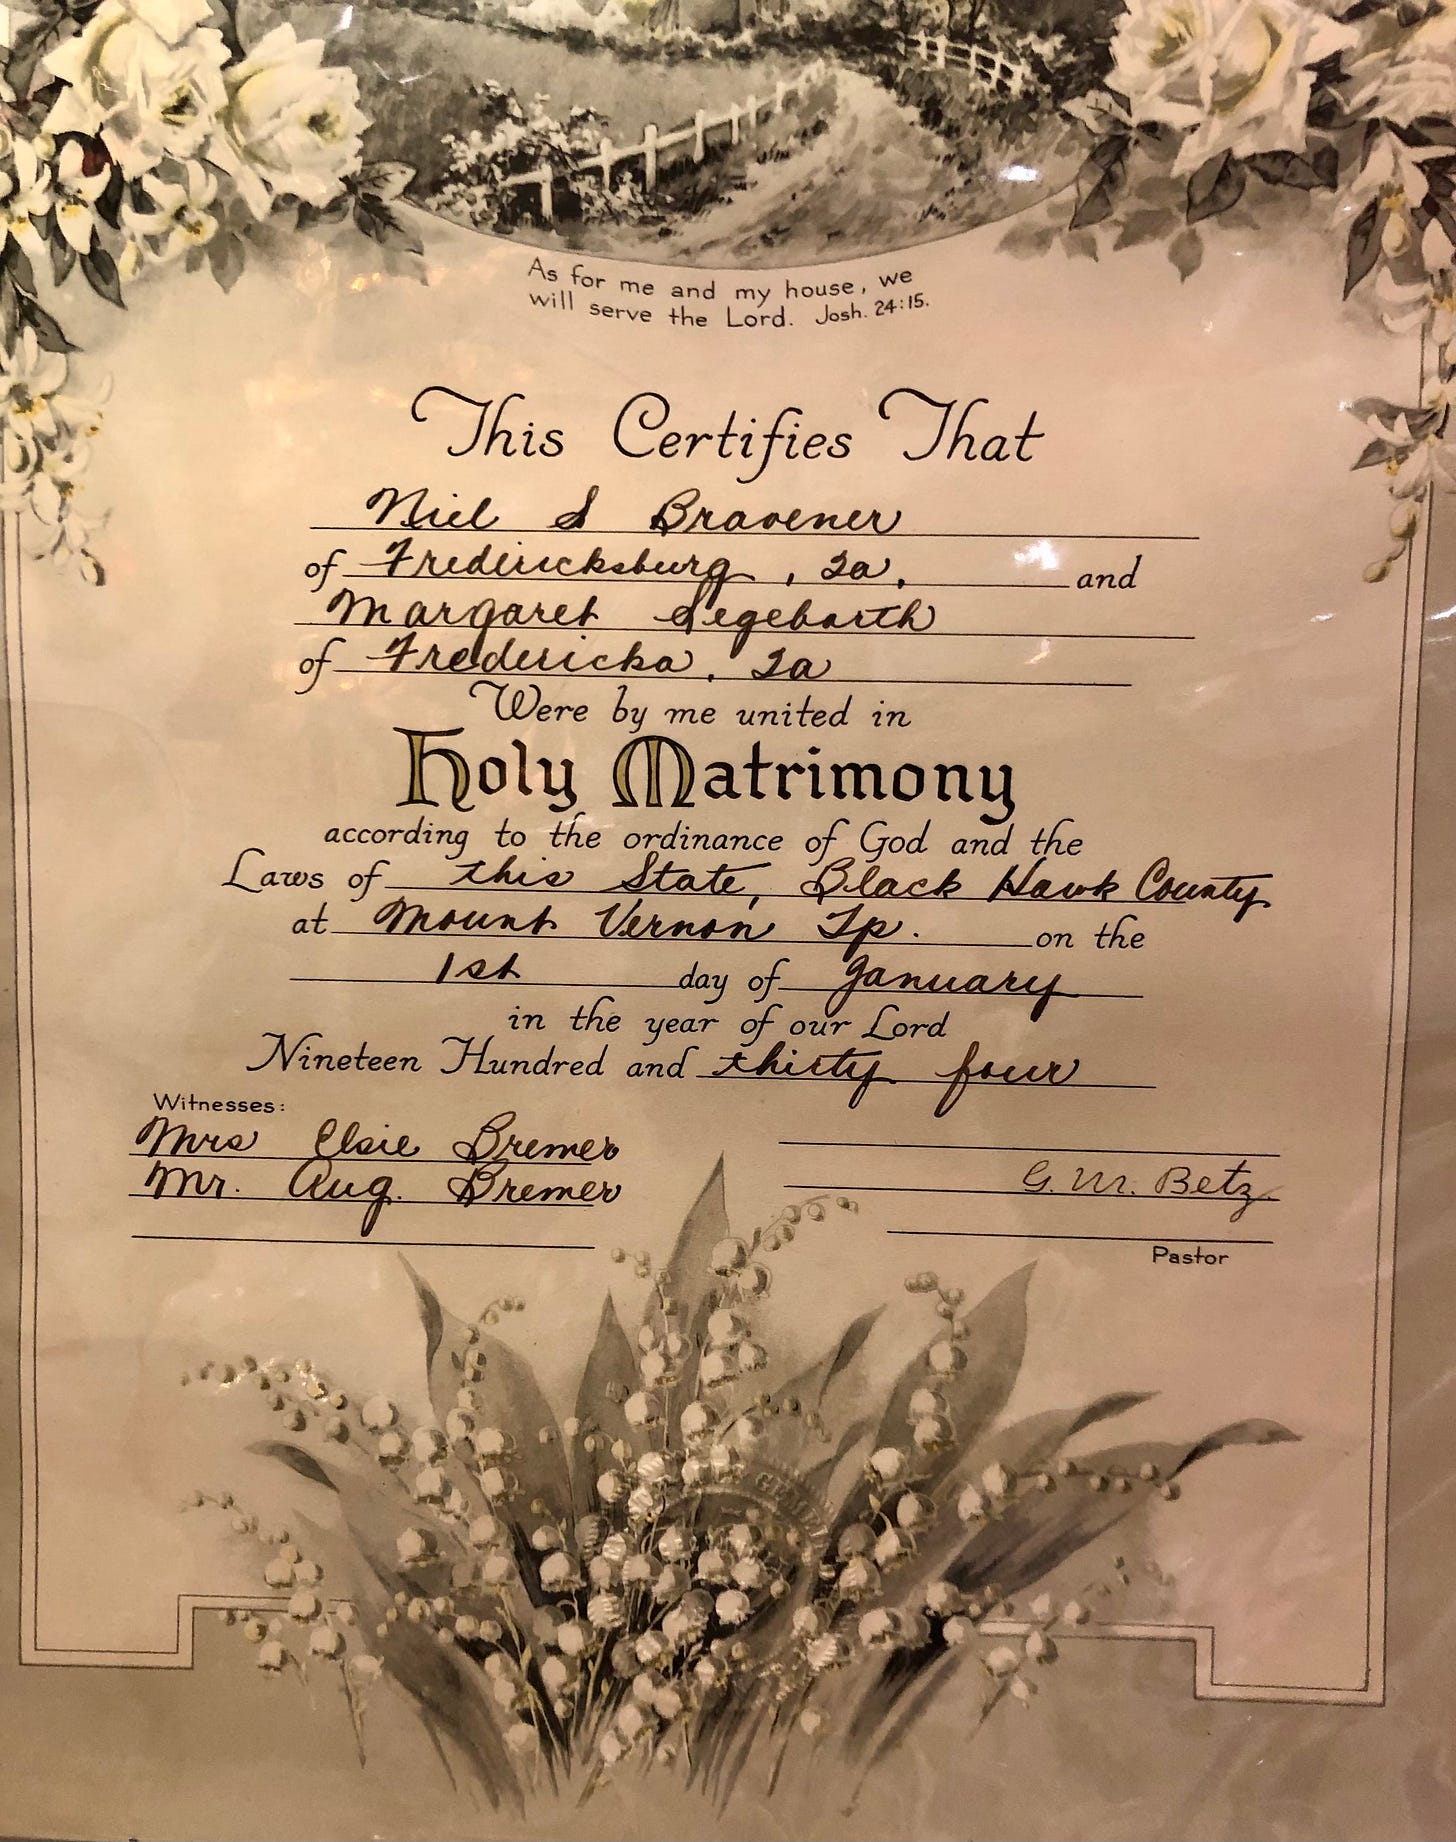 As for me and my house, we
will serve the Lord. Josh. 24:15.
This Certifies That
Niel S Bravener
of Fredericksburg, Ia, and
Margaret Segebarth
of Fredericka, Ia
Were by me united in
Holy Matrimony
according to the ordinance of God and the
Laws of this State, Black Hawk County
at Mount Vernon Tp. on the
1st day of January
in the year of our Lord
Nineteen Hundred and thirty four
Witnesses:
Mrs Elsie Bremer
Mr. Aug. Bremer
G. M. Betz
Pastor